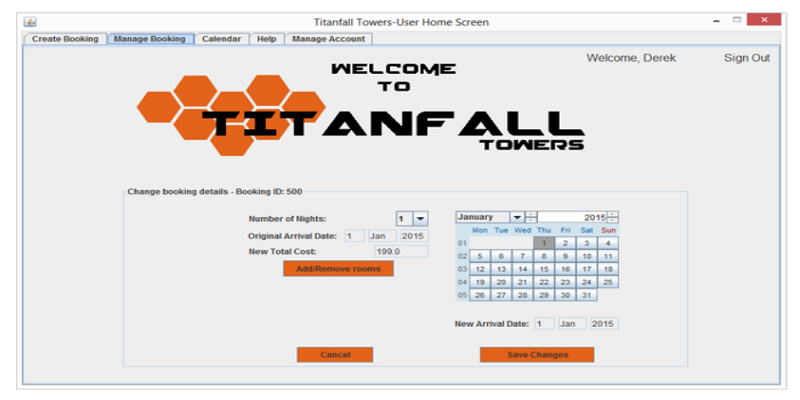 Titanfall Towers-User Home Screen
Create Booking Manage Booking Calendar Help Manage Account
Welcome, Derek Sign Out
WELCOME
TO
TITANFALL
TOWERS
Change booking details - Booking ID: 500
Number of Nights: 1
Original Arrival Date: 1 Jan 2015
New Total Cost: 199.0
Add/Remove rooms
January 2015
Mon Tue Wed Thu Fri Sat Sun
01 1 2 3 4
02 5 6 7 8 9 10 11
03 12 13 14 15 16 17 18
04 19 20 21 22 23 24 25
05 26 27 28 29 30 31
New Arrival Date: 1 Jan 2015
Cancel Save Changes